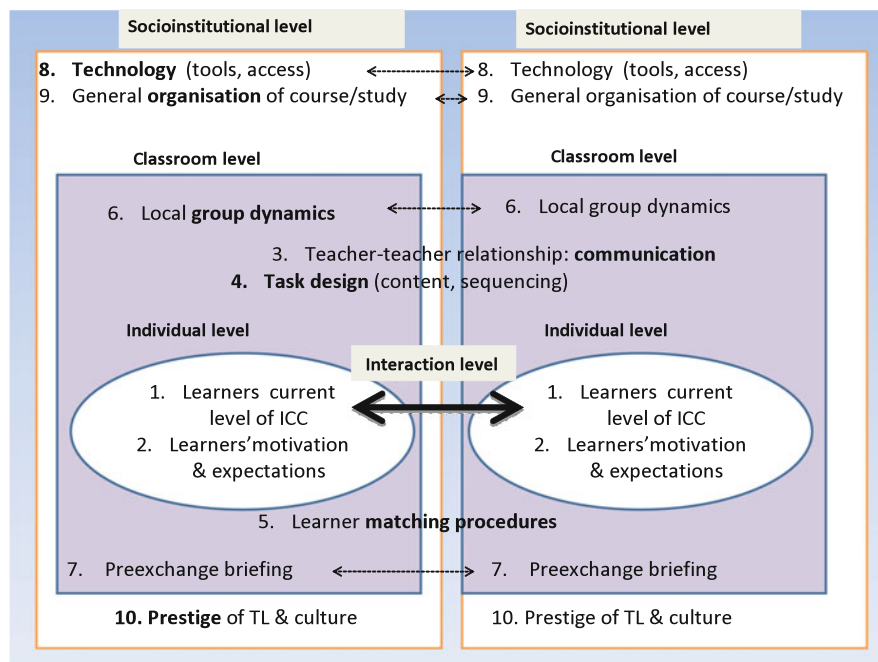 Socioinstitutional level
Socioinstitutional level
8. Technology (tools, access)
8. Technology (tools, access)
9. General organisation of course/study
9. General organisation of course/study
Classroom level
Classroom level
6. Local group dynamics
6. Local group dynamics
3. Teacher-teacher relationship: communication
4. Task design (content, sequencing)
Individual level
Individual level
Interaction level
1. Learners current
level of ICC
2. Learners'motivation
& expectations
1. Learners current
level of ICC
2. Learners'motivation
& expectations
5. Learner matching procedures
7. Preexchange briefing
7. Preexchange briefing
10. Prestige of TL & culture
10. Prestige of TL & culture